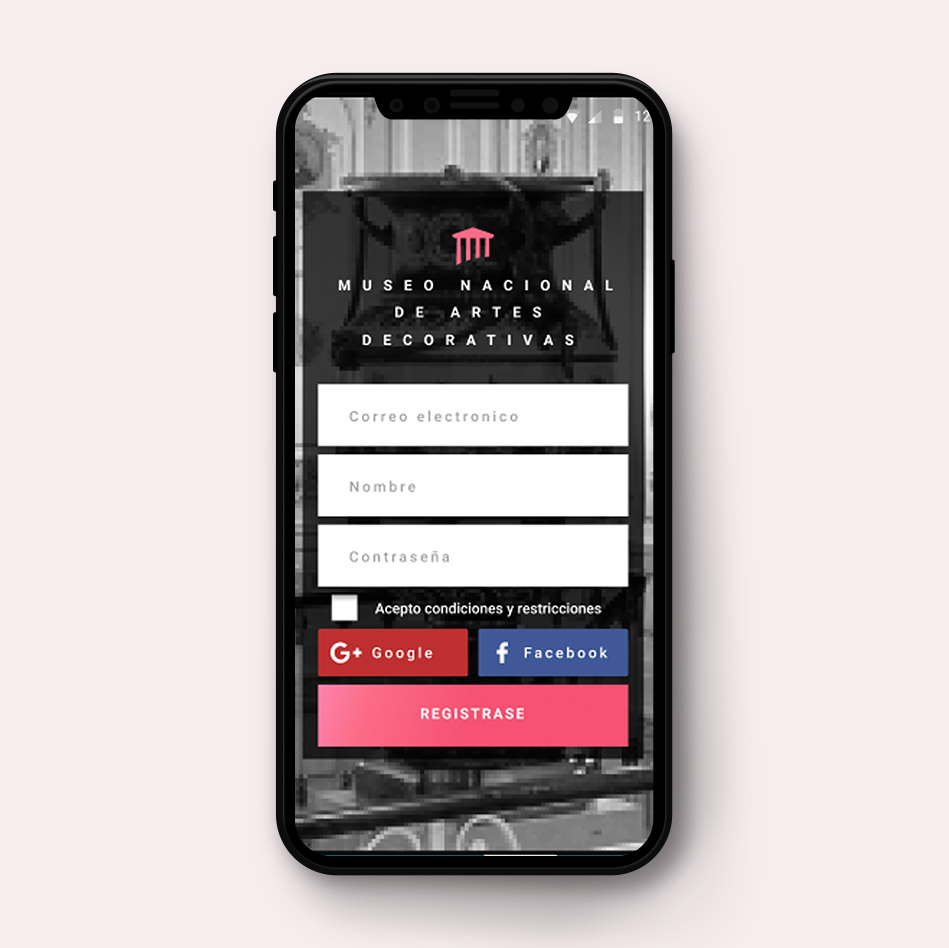 12
MUSEO NACIONAL
DE ARTES
DECORATIVAS
Correo electronico
Nombre
Contraseña
Acepto condiciones y restricciones
G+ Google
f Facebook
REGISTRASE